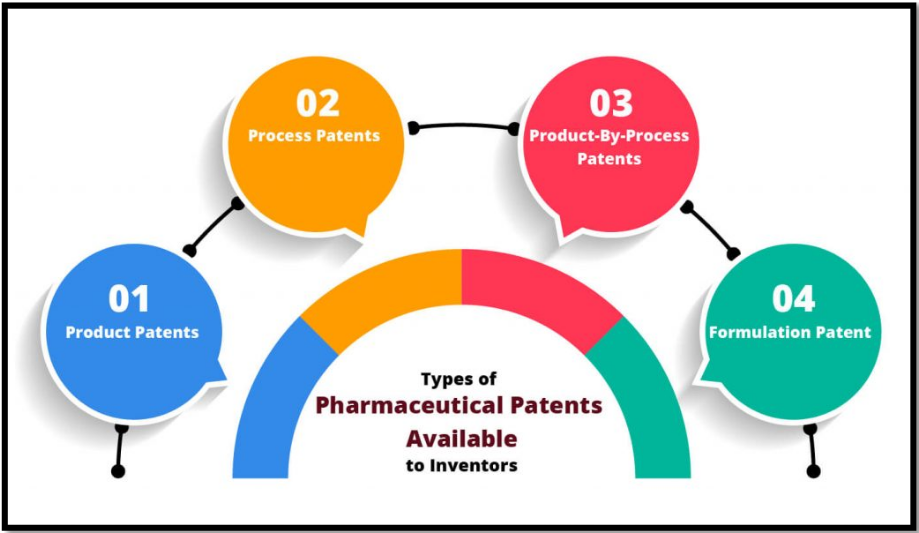 01
Product Patents
02
Process Patents
03
Product-By-Process
Patents
04
Formulation Patent
Types of
Pharmaceutical Patents
Available
to Inventors